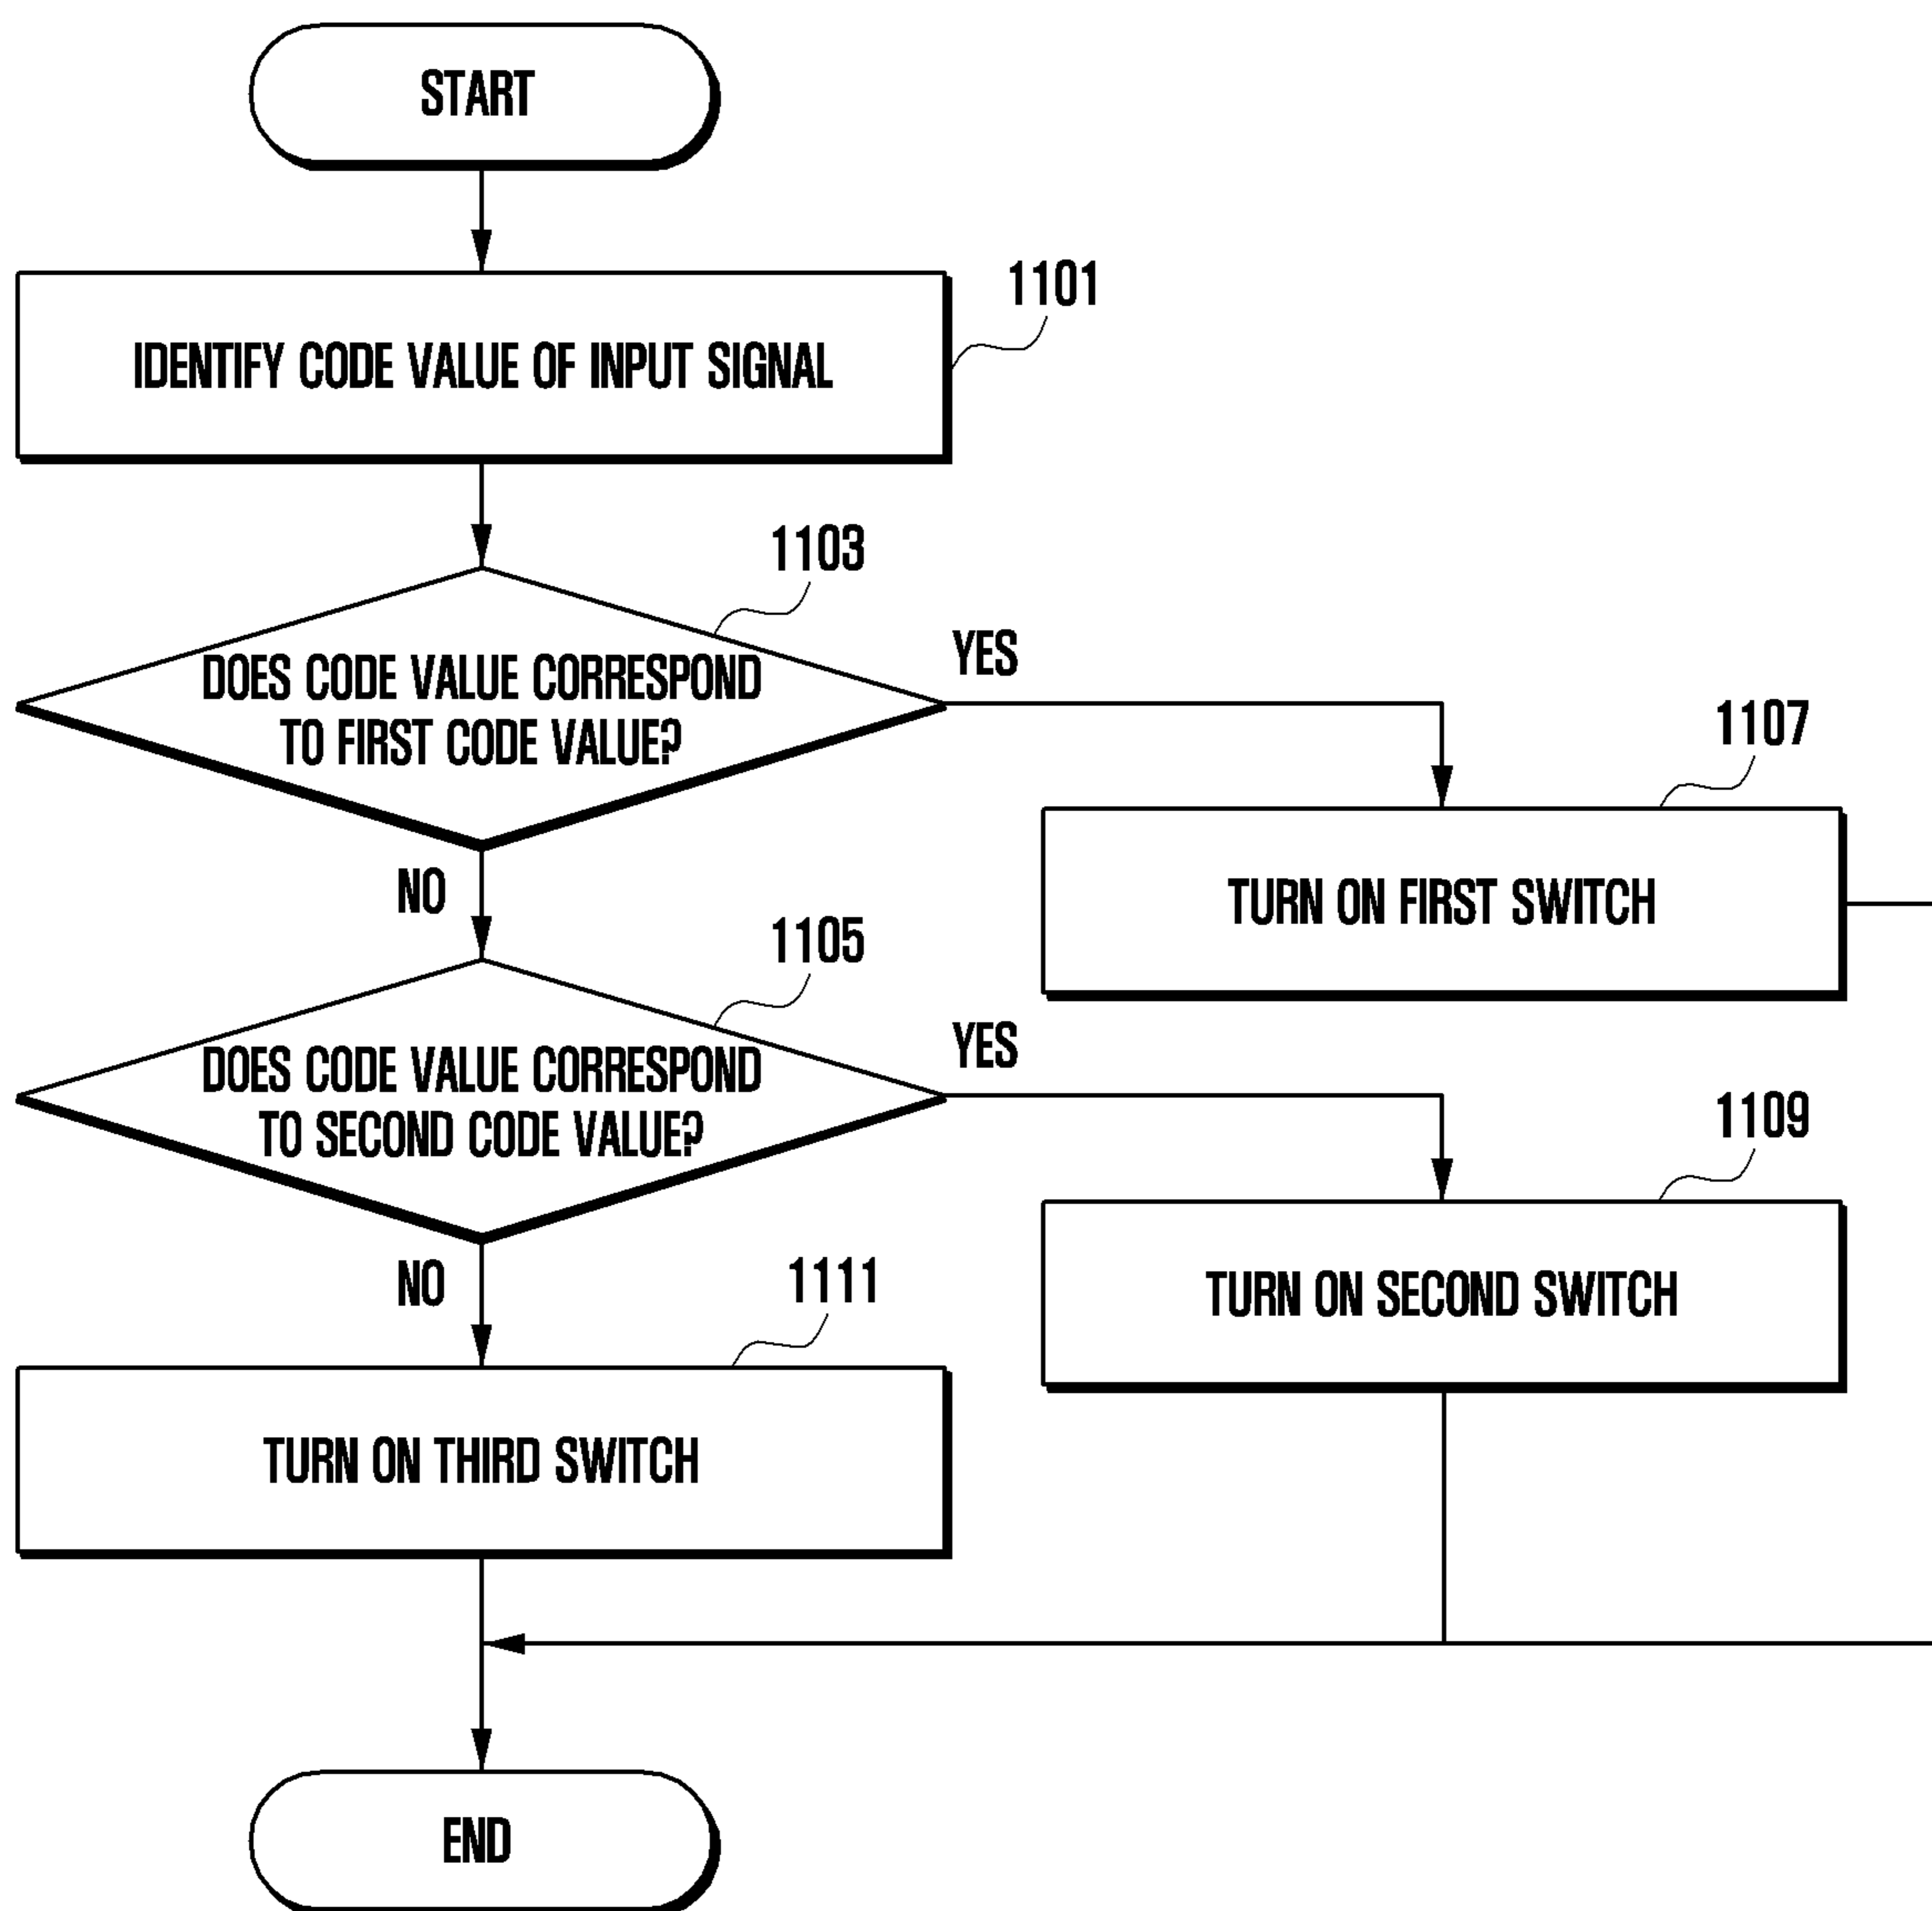 START
1101
IDENTIFY CODE VALUE OF INPUT SIGNAL
1103
YES
DOES CODE VALUE CORRESPOND
TO FIRST CODE VALUE?
1107
TURN ON FIRST SWITCH
NO
1105
YES
DOES CODE VALUE CORRESPOND
TO SECOND CODE VALUE?
1109
TURN ON SECOND SWITCH
NO
1111
TURN ON THIRD SWITCH
END